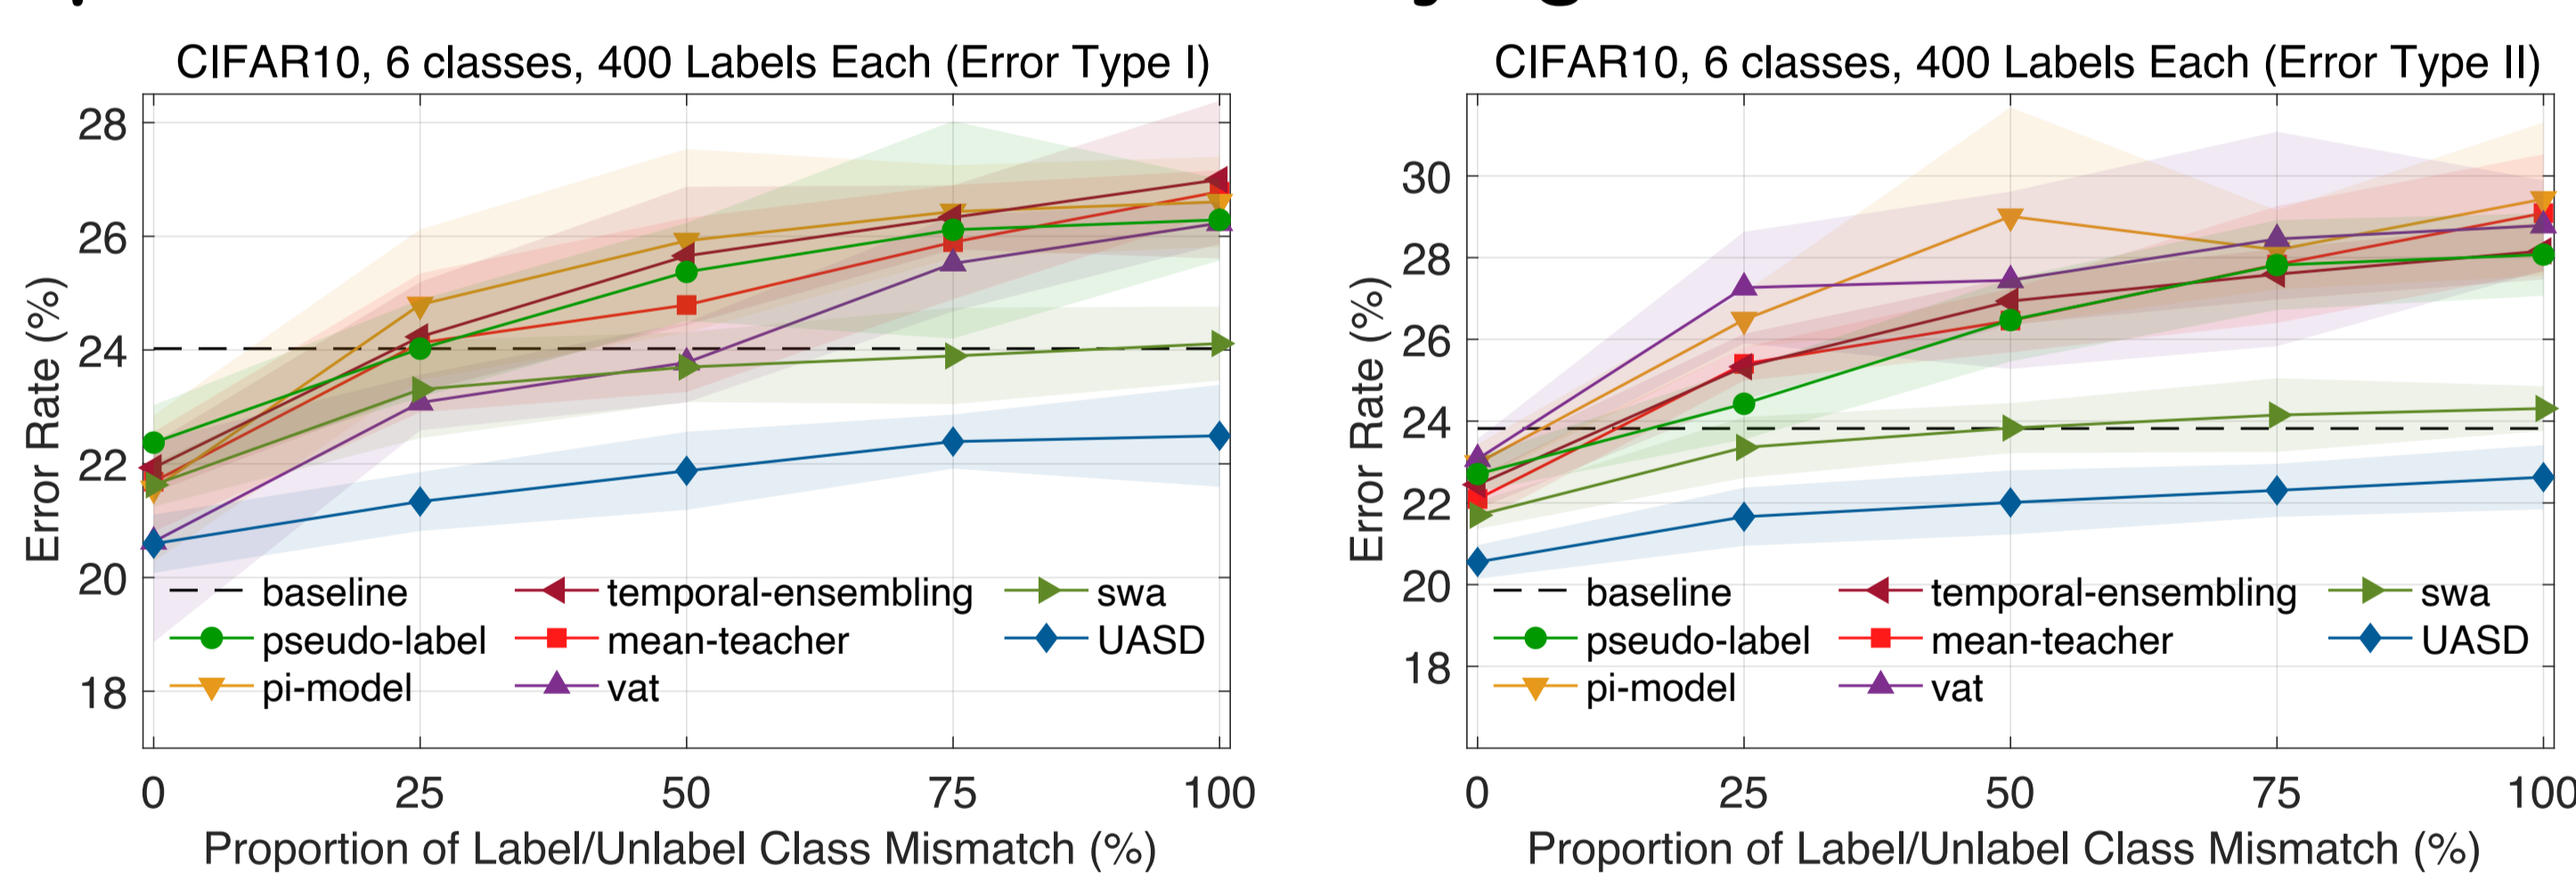 CIFAR10, 6 classes, 400 Labels Each (Error Type I)
28
26
24
22
20
18
Error Rate (%)
baseline
pseudo-label
pi-model
temporal-ensembling
mean-teacher
vat
swa
UASD
0 25 50 75 100
Proportion of Label/Unlabel Class Mismatch (%)
CIFAR10, 6 classes, 400 Labels Each (Error Type II)
30
28
26
24
22
20
18
Error Rate (%)
baseline
pseudo-label
pi-model
temporal-ensembling
mean-teacher
vat
swa
UASD
0 25 50 75 100
Proportion of Label/Unlabel Class Mismatch (%)